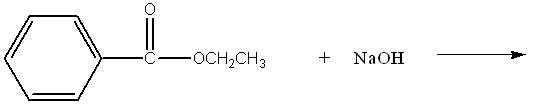 O
C—OCH₂CH₃ + NaOH